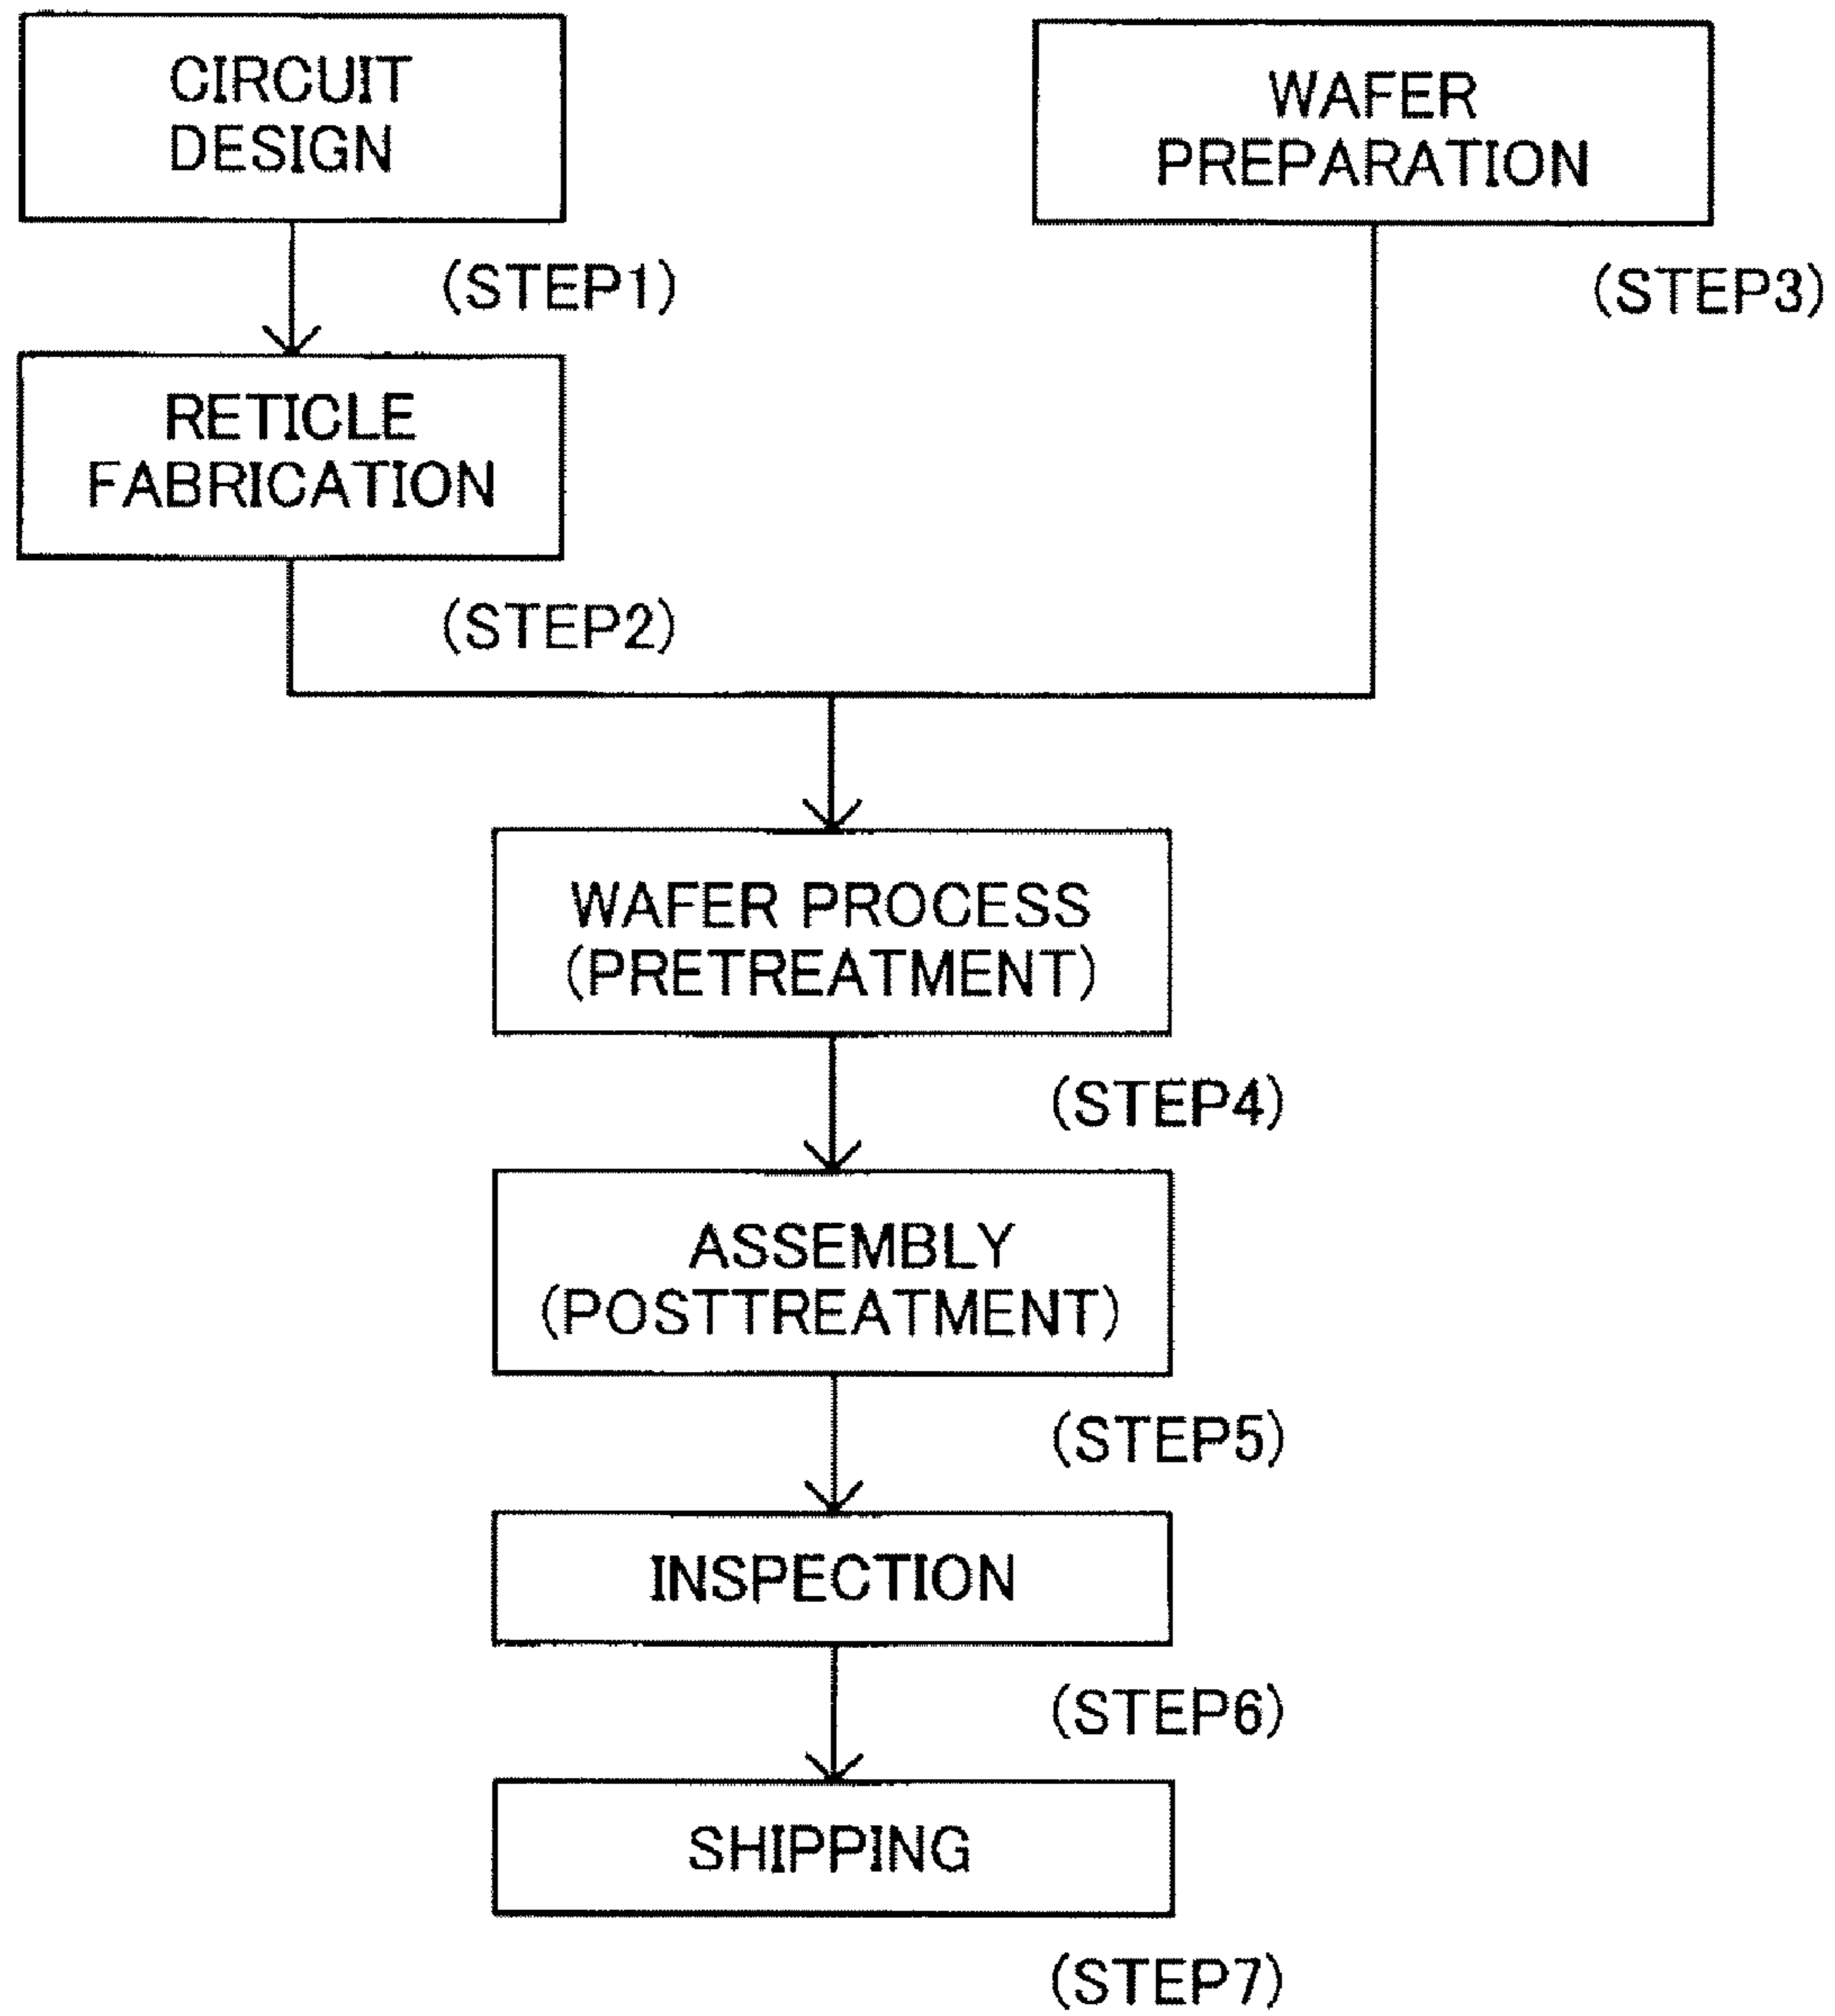 CIRCUIT
DESIGN
(STEP1)
RETICLE
FABRICATION
(STEP2)
WAFER
PREPARATION
(STEP3)
WAFER PROCESS
(PRETREATMENT)
(STEP4)
ASSEMBLY
(POSTTREATMENT)
(STEP5)
INSPECTION
(STEP6)
SHIPPING
(STEP7)